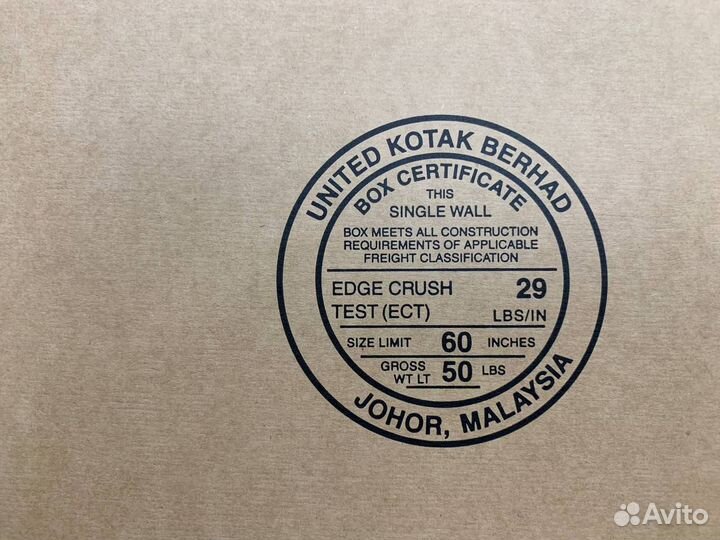 UNITED KOTAK BERHAD
BOX CERTIFICATE
THIS
SINGLE WALL
BOX MEETS ALL CONSTRUCTION
REQUIREMENTS OF APPLICABLE
FREIGHT CLASSIFICATION
EDGE CRUSH 29
TEST (ECT) LBS/IN
SIZE LIMIT 60 INCHES
GROSS
WT LT 50 LBS
JOHOR, MALAYSIA
Avito